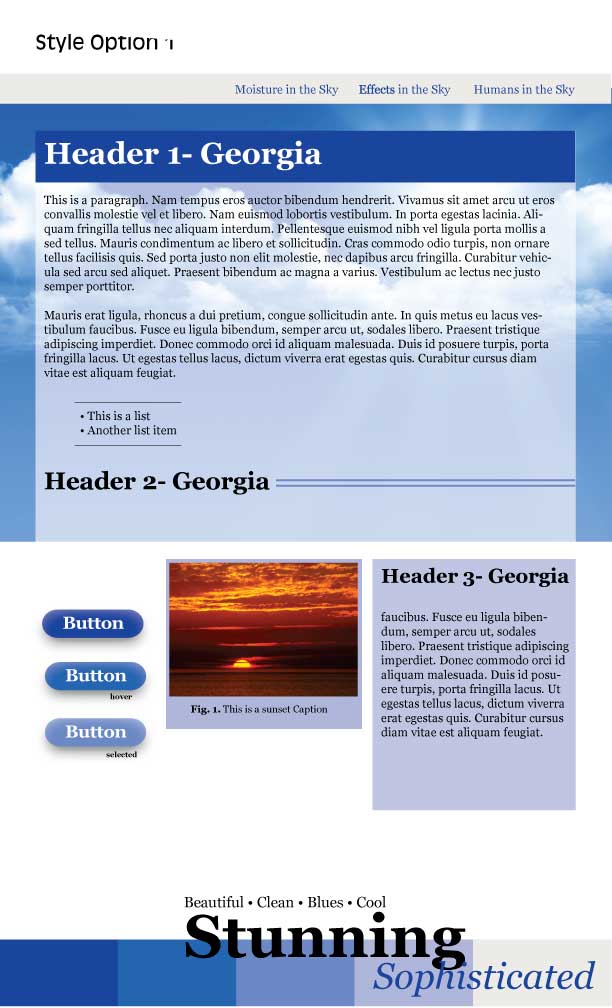 Style Option 1
Moisture in the Sky Effects in the Sky Humans in the Sky
Header 1- Georgia
This is a paragraph. Nam tempus eros auctor bibendum hendrerit. Vivamus sit amet arcu ut eros
convallis molestie vel et libero. Nam euismod lobortis vestibulum. In porta egestas lacinia. Ali-
quam fringilla tellus nec aliquam interdum. Pellentesque euismod nibh vel ligula porta mollis a
sed tellus. Mauris condimentum ac libero et sollicitudin. Cras commodo odio turpis, non ornare
tellus facilisis quis. Sed porta justo non elit molestie, nec dapibus arcu fringilla. Curabitur vehic-
ula sed arcu sed aliquet. Praesent bibendum ac magna a varius. Vestibulum ac lectus nec justo
semper porttitor.
Mauris erat ligula, rhoncus a dui pretium, congue sollicitudin ante. In quis metus eu lacus ves-
tibulum faucibus. Fusce eu ligula bibendum, semper arcu ut, sodales libero. Praesent tristique
adipiscing imperdiet. Donec commodo orci id aliquam malesuada. Duis id posuere turpis, porta
fringilla lacus. Ut egestas tellus lacus, dictum viverra erat egestas quis. Curabitur cursus diam
vitae est aliquam feugiat.
• This is a list
• Another list item
Header 2- Georgia
Button
Button
hover
Button
selected
Fig. 1. This is a sunset Caption
Header 3- Georgia
faucibus. Fusce eu ligula biben-
dum, semper arcu ut, sodales
libero. Praesent tristique adipiscing
imperdiet. Donec commodo orci id
aliquam malesuada. Duis id posu-
ere turpis, porta fringilla lacus. Ut
egestas tellus lacus, dictum viverra
erat egestas quis. Curabitur cursus
diam vitae est aliquam feugiat.
Beautiful • Clean • Blues • Cool
Stunning
Sophisticated